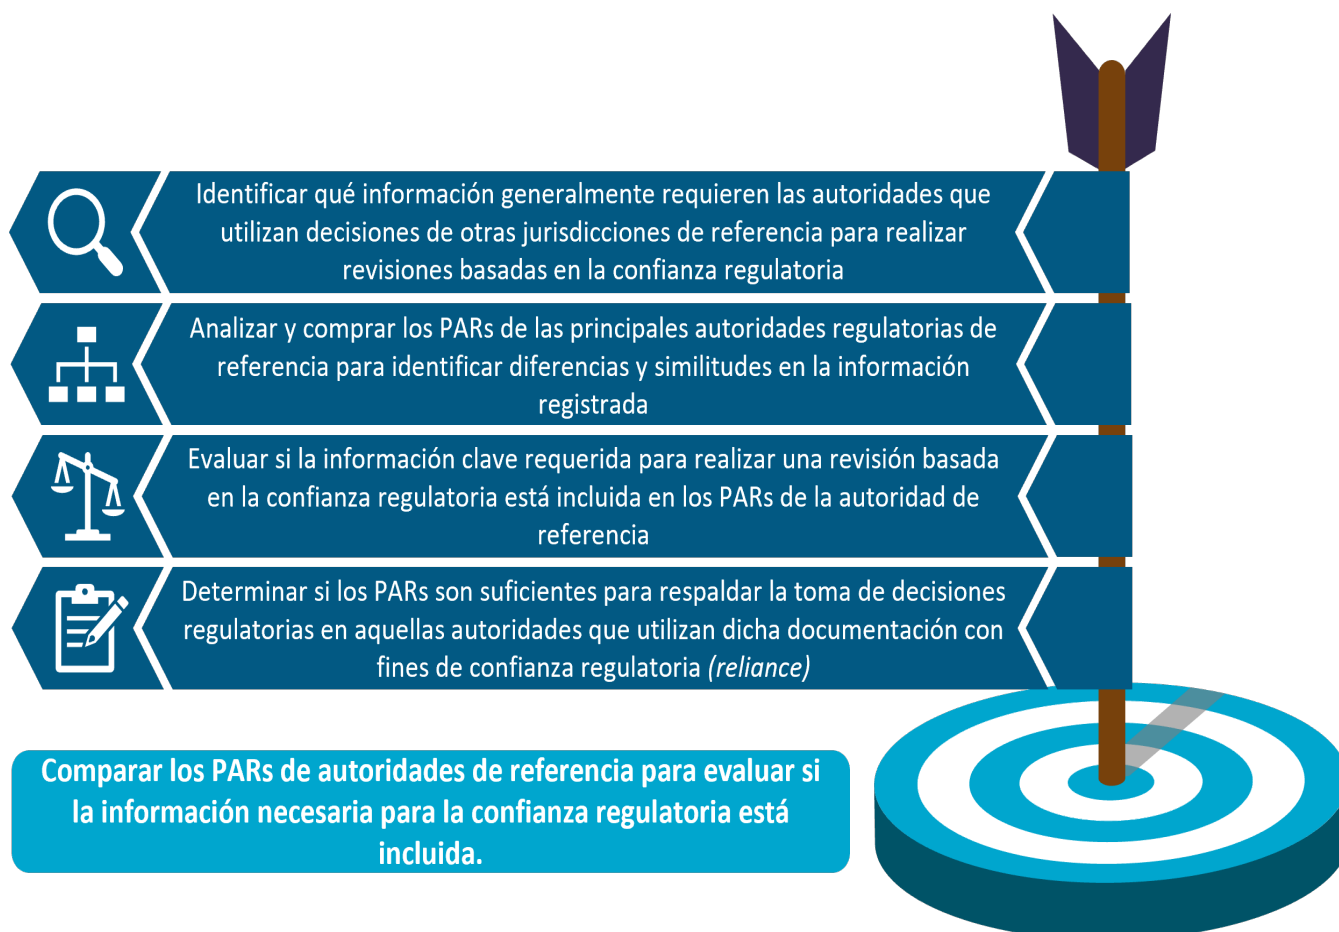 Identificar qué información generalmente requieren las autoridades que
utilizan decisiones de otras jurisdicciones de referencia para realizar
revisiones basadas en la confianza regulatoria
Analizar y comprar los PARs de las principales autoridades regulatorias de
referencia para identificar diferencias y similitudes en la información
registrada
Evaluar si la información clave requerida para realizar una revisión basada
en la confianza regulatoria está incluida en los PARs de la autoridad de
referencia
Determinar si los PARs son suficientes para respaldar la toma de decisiones
regulatorias en aquellas autoridades que utilizan dicha documentación con
fines de confianza regulatoria (reliance)
Comparar los PARs de autoridades de referencia para evaluar si
la información necesaria para la confianza regulatoria está
incluida.